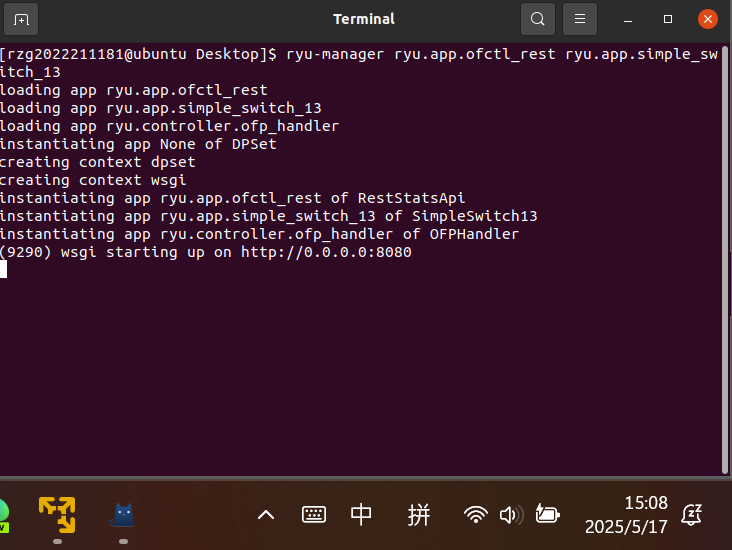 Terminal
[rzg2022211181@ubuntu Desktop]$ ryu-manager ryu.app.ofctl_rest ryu.app.simple_sw
itch_13
loading app ryu.app.ofctl_rest
loading app ryu.app.simple_switch_13
loading app ryu.controller.ofp_handler
instantiating app None of DPSet
creating context dpset
creating context wsgi
instantiating app ryu.app.ofctl_rest of RestStatsApi
instantiating app ryu.app.simple_switch_13 of SimpleSwitch13
instantiating app ryu.controller.ofp_handler of OFPHandler
(9290) wsgi starting up on http://0.0.0.0:8080
中 拼 15:08
2025/5/17